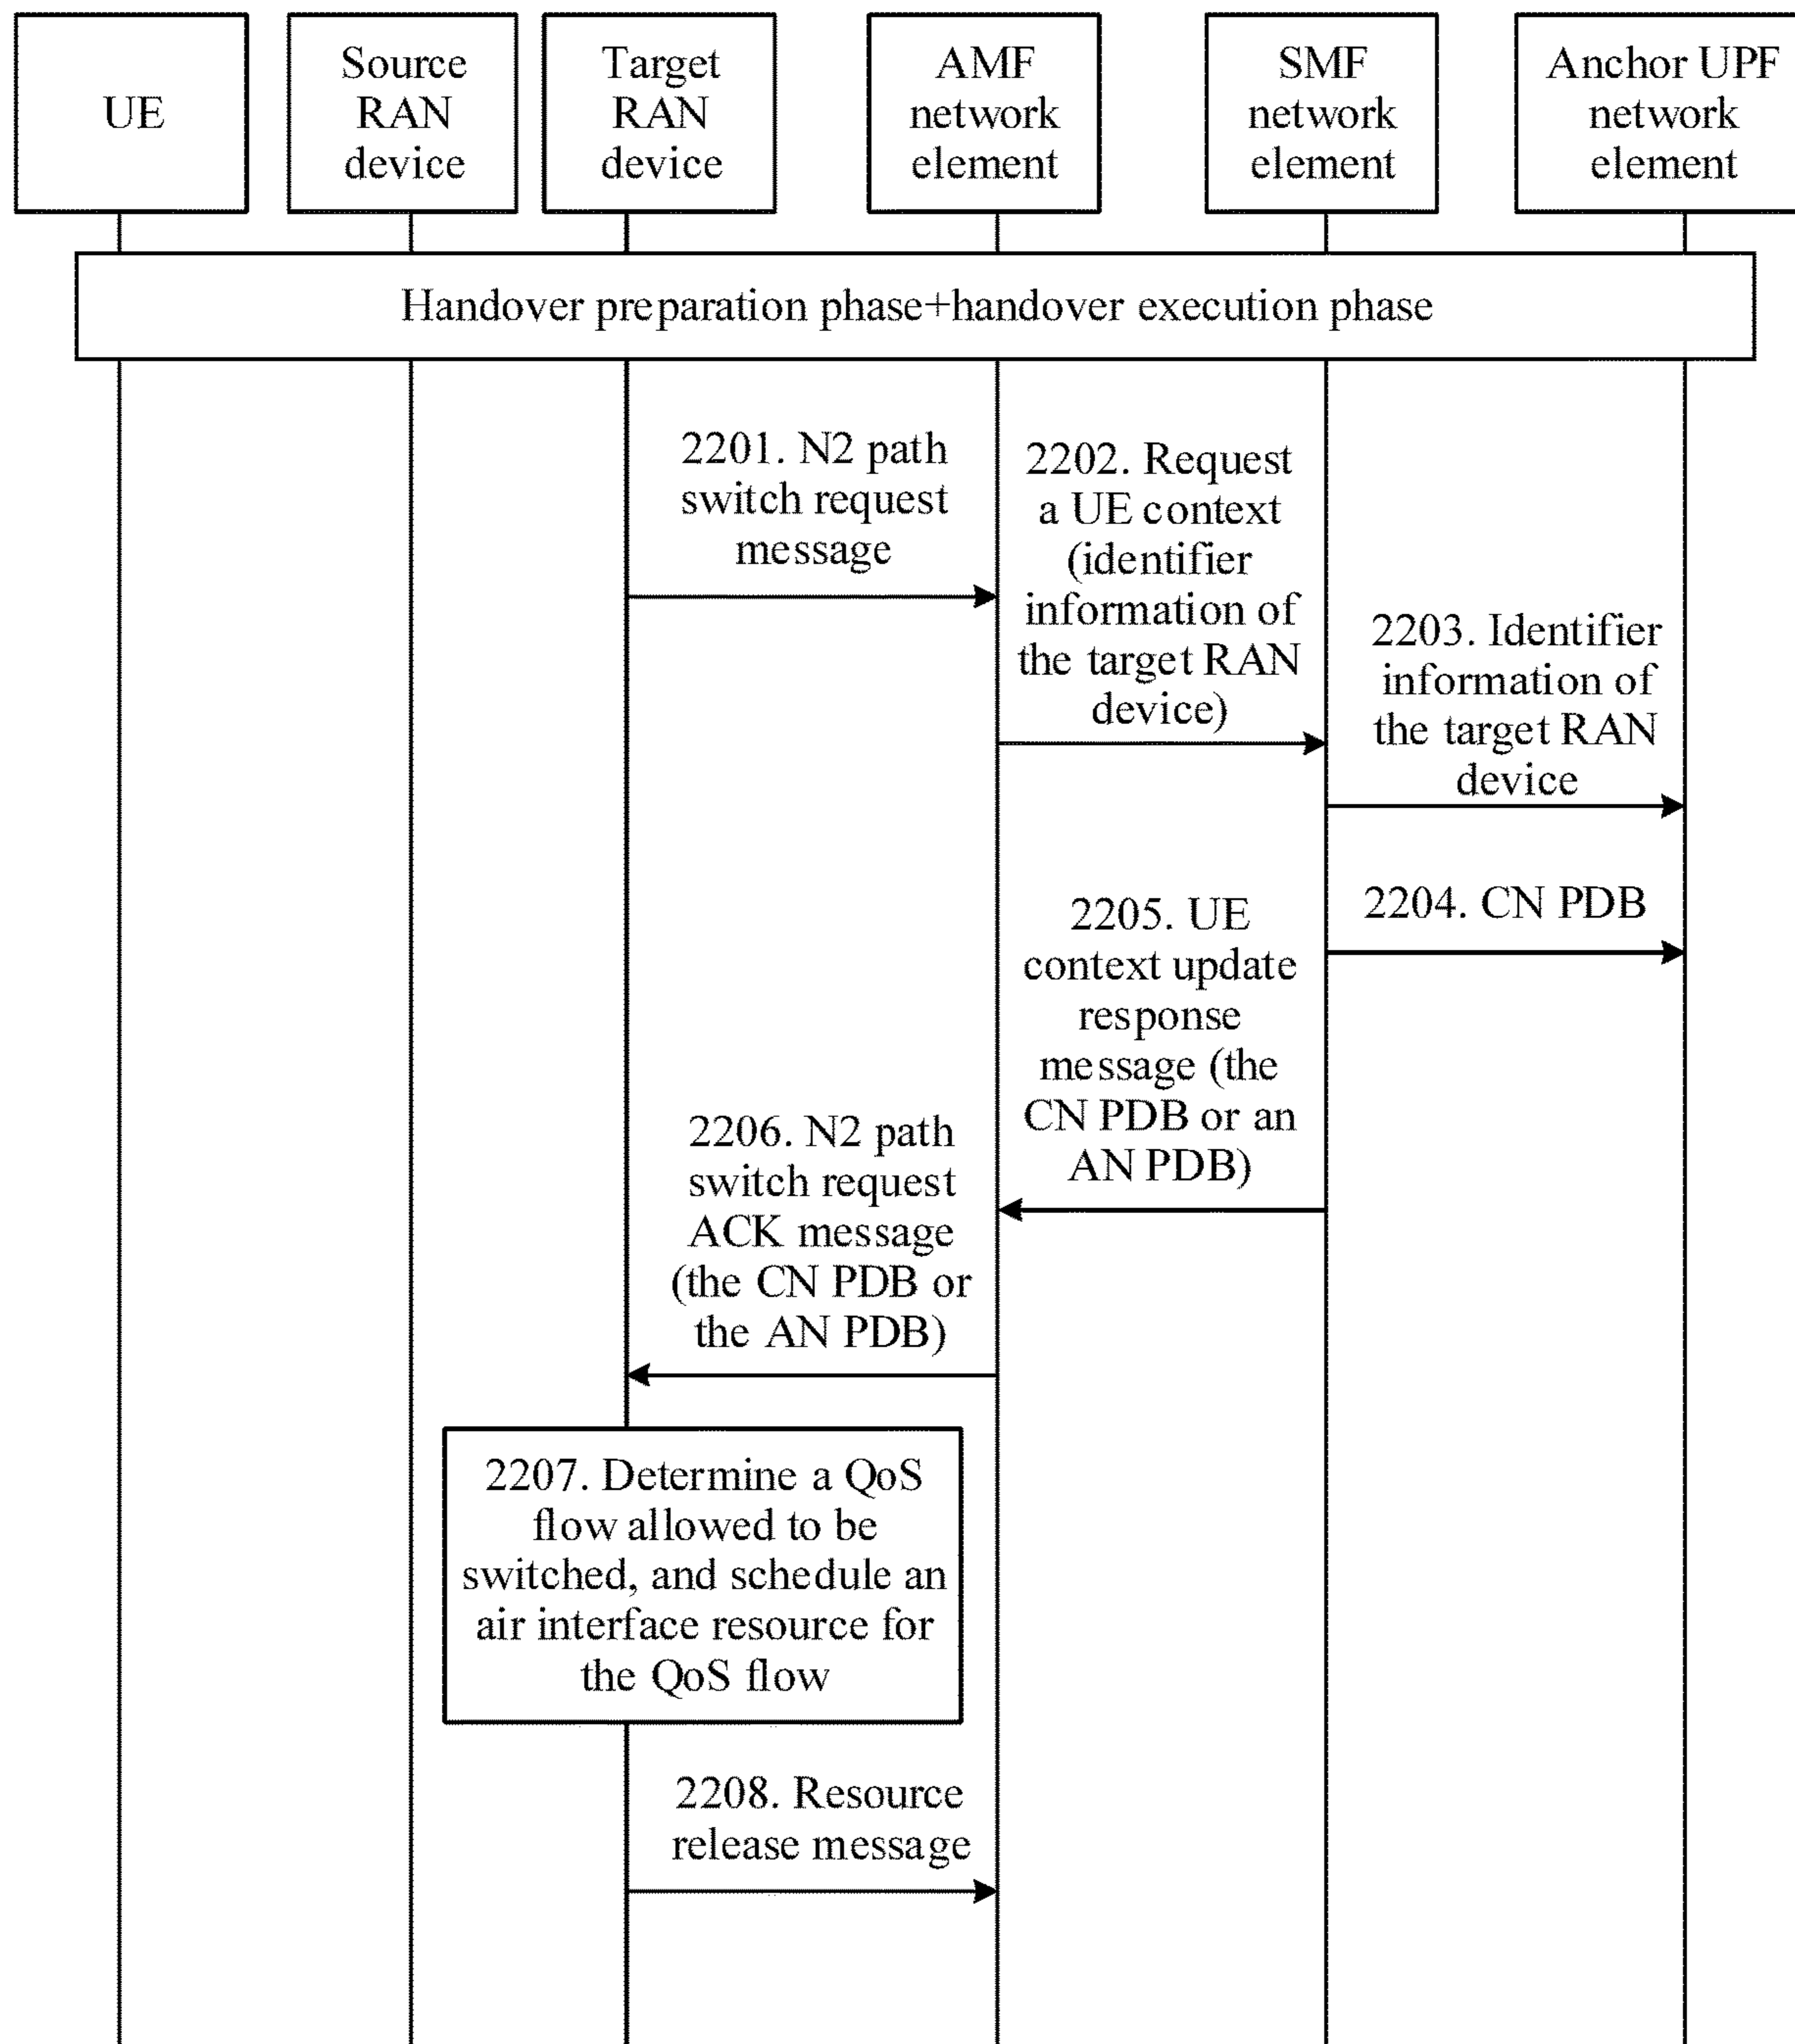 UE
Source
RAN
device
Target
RAN
device
AMF
network
element
SMF
network
element
Anchor UPF
network
element
Handover preparation phase+handover execution phase
2201. N2 path
switch request
message
2202. Request
a UE context
(identifier
information of
the target RAN
device)
2203. Identifier
information of
the target RAN
device
2204. CN PDB
2205. UE
context update
response
message (the
CN PDB or an
AN PDB)
2206. N2 path
switch request
ACK message
(the CN PDB or
the AN PDB)
2207. Determine a QoS
flow allowed to be
switched, and schedule an
air interface resource for
the QoS flow
2208. Resource
release message